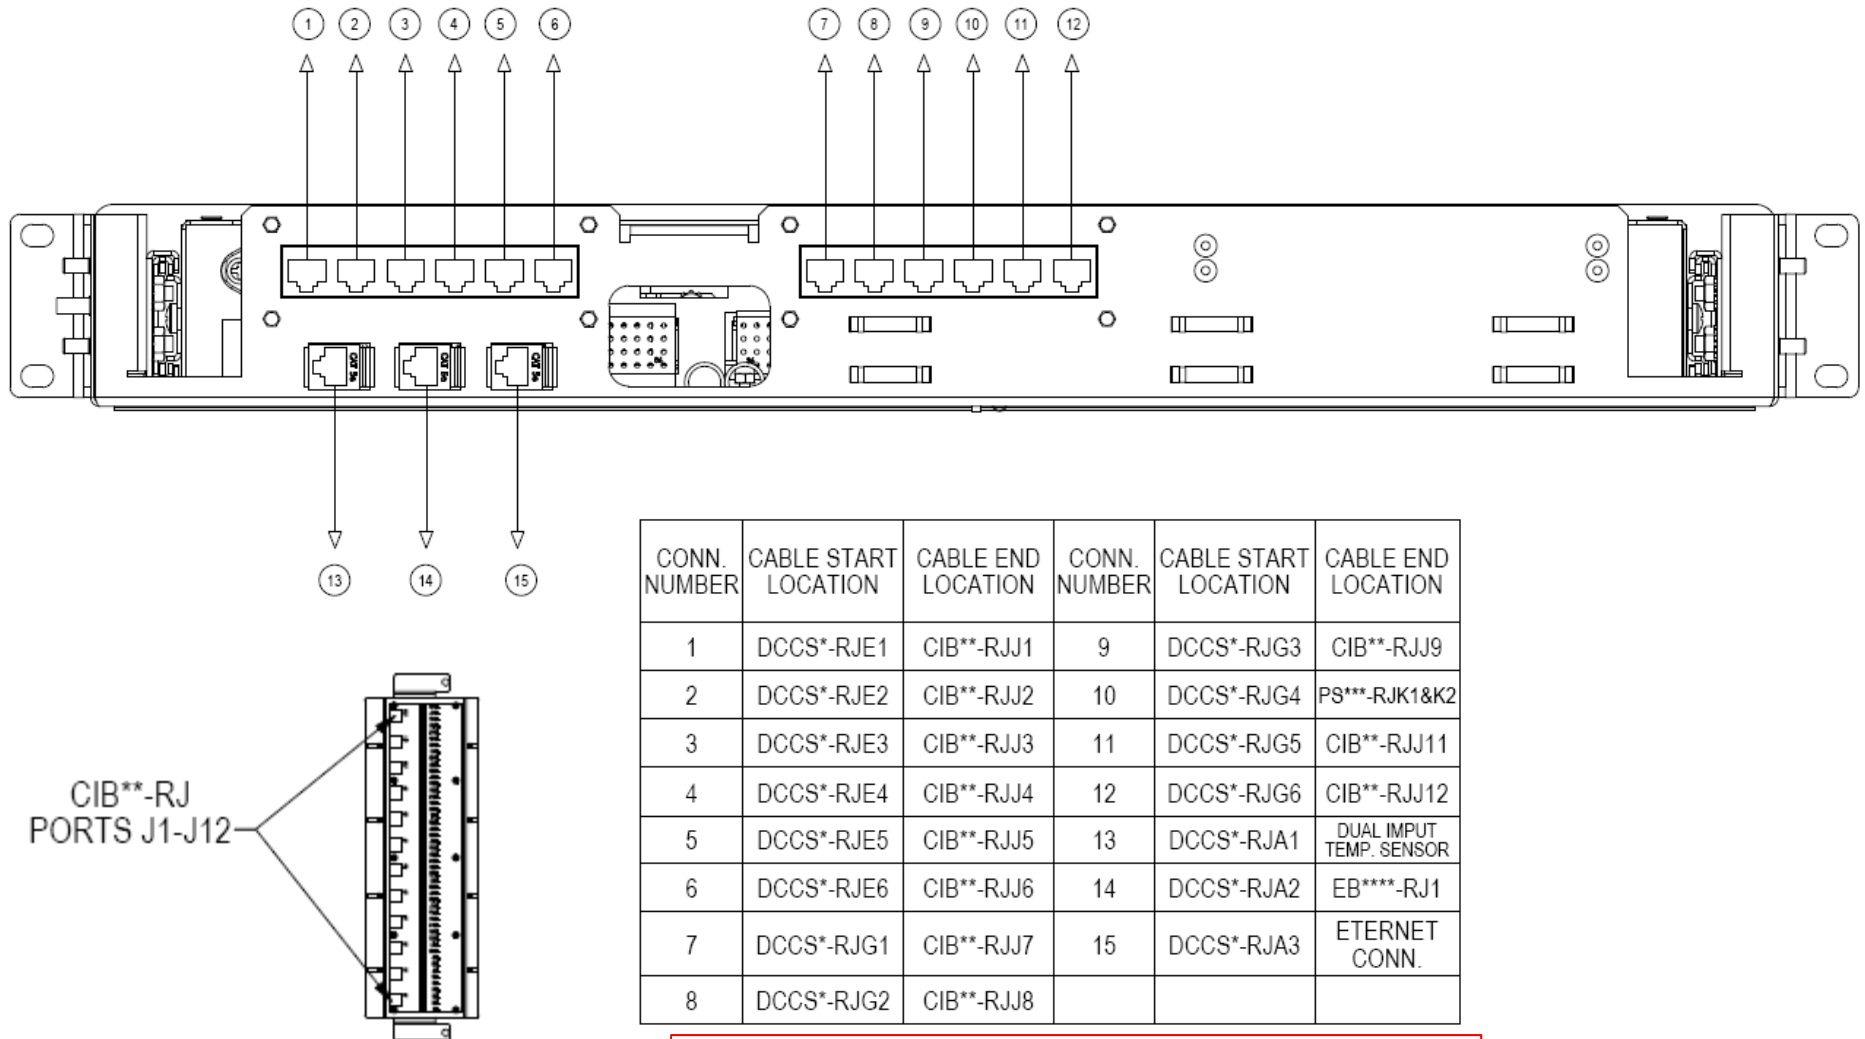 1 2 3 4 5 6 7 8 9 10 11 12
CAT 5e CAT 5e CAT 5e
13 14 15
CONN. NUMBER CABLE START LOCATION CABLE END LOCATION CONN. NUMBER CABLE START LOCATION CABLE END LOCATION
1 DCCS*-RJE1 CIB**-RJJ1 9 DCCS*-RJG3 CIB**-RJJ9
2 DCCS*-RJE2 CIB**-RJJ2 10 DCCS*-RJG4 PS***-RJK1&K2
3 DCCS*-RJE3 CIB**-RJJ3 11 DCCS*-RJG5 CIB**-RJJ11
4 DCCS*-RJE4 CIB**-RJJ4 12 DCCS*-RJG6 CIB**-RJJ12
5 DCCS*-RJE5 CIB**-RJJ5 13 DCCS*-RJA1 DUAL IMPUT TEMP. SENSOR
6 DCCS*-RJE6 CIB**-RJJ6 14 DCCS*-RJA2 EB****-RJ1
7 DCCS*-RJG1 CIB**-RJJ7 15 DCCS*-RJA3 ETERNET CONN.
8 DCCS*-RJG2 CIB**-RJJ8
CIB**-RJ
PORTS J1-J12